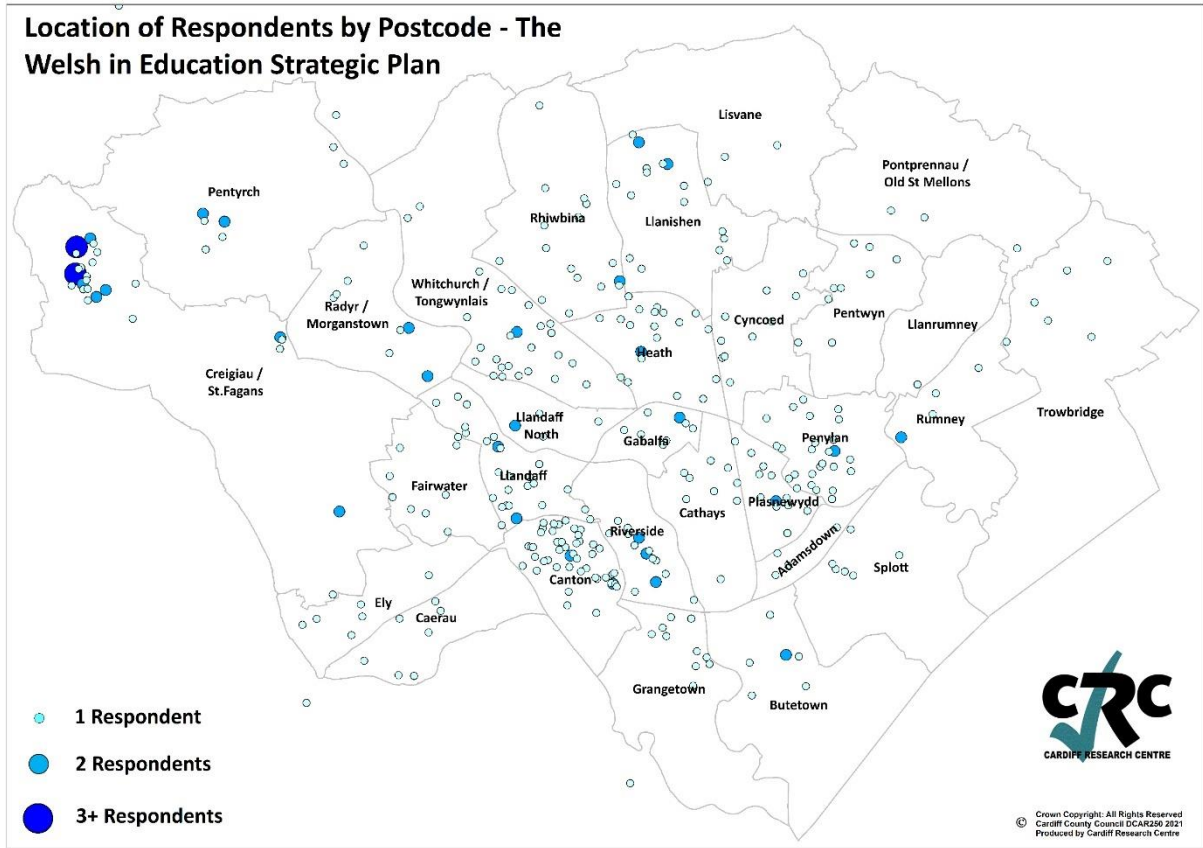 Location of Respondents by Postcode - The
Welsh in Education Strategic Plan
Lisvane
Pontprennau /
Old St Mellons
Pentyrch
Rhiwbina
Llanishen
Whitchurch /
Tongwynlais
Radyr /
Morganstown
Cyncoed
Pentwyn
Llanrumney
Heath
Creigiau /
St.Fagans
Llandaff
North
Gabalfa
Penylan
Rumney
Trowbridge
Fairwater
Llandaff
Cathays
Plasnewydd
Riverside
Adamsdown
Splott
Canton
Ely
Caerau
Grangetown
Butetown
1 Respondent
2 Respondents
3+ Respondents
CRC
CARDIFF RESEARCH CENTRE
© Crown Copyright: All Rights Reserved
Cardiff County Council DCAR250 2021
Produced by Cardiff Research Centre